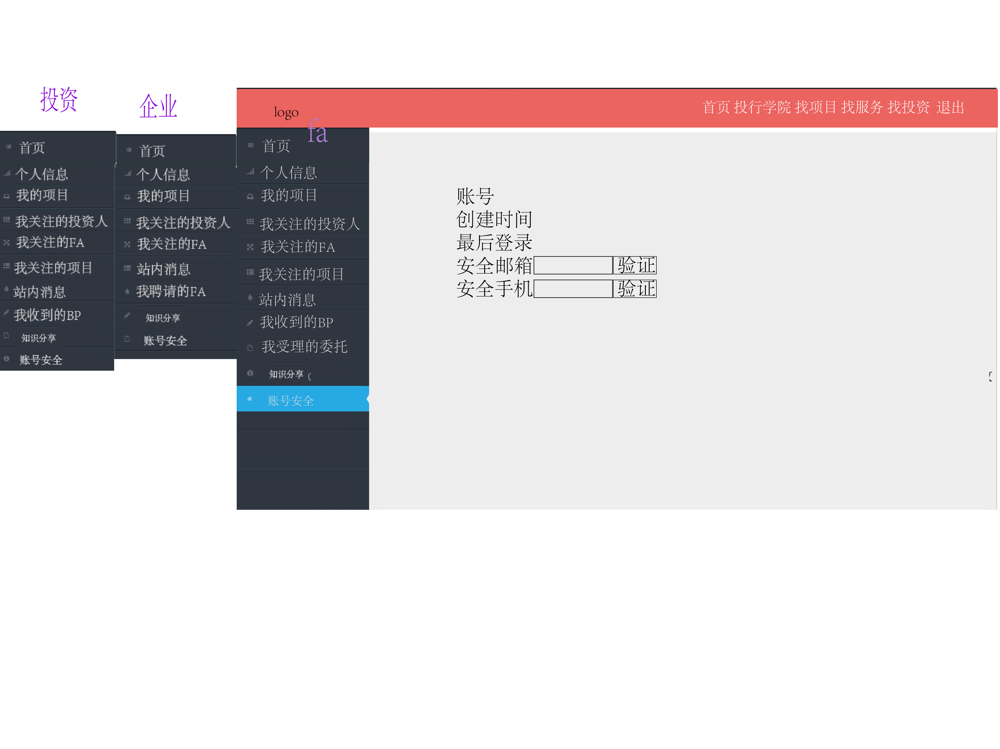 投资
首页
个人信息
我的项目
我关注的投资人
我关注的FA
我关注的项目
站内消息
我收到的BP
知识分享
账号安全
企业
首页
个人信息
我的项目
我关注的投资人
我关注的FA
站内消息
我聘请的FA
知识分享
账号安全
logo
fa
首页 投行学院 找项目 找服务 找投资 退出
首页
个人信息
我的项目
我关注的投资人
我关注的FA
我关注的项目
站内消息
我收到的BP
我受理的委托
知识分享
账号安全
账号
创建时间
最后登录
安全邮箱 验证
安全手机 验证